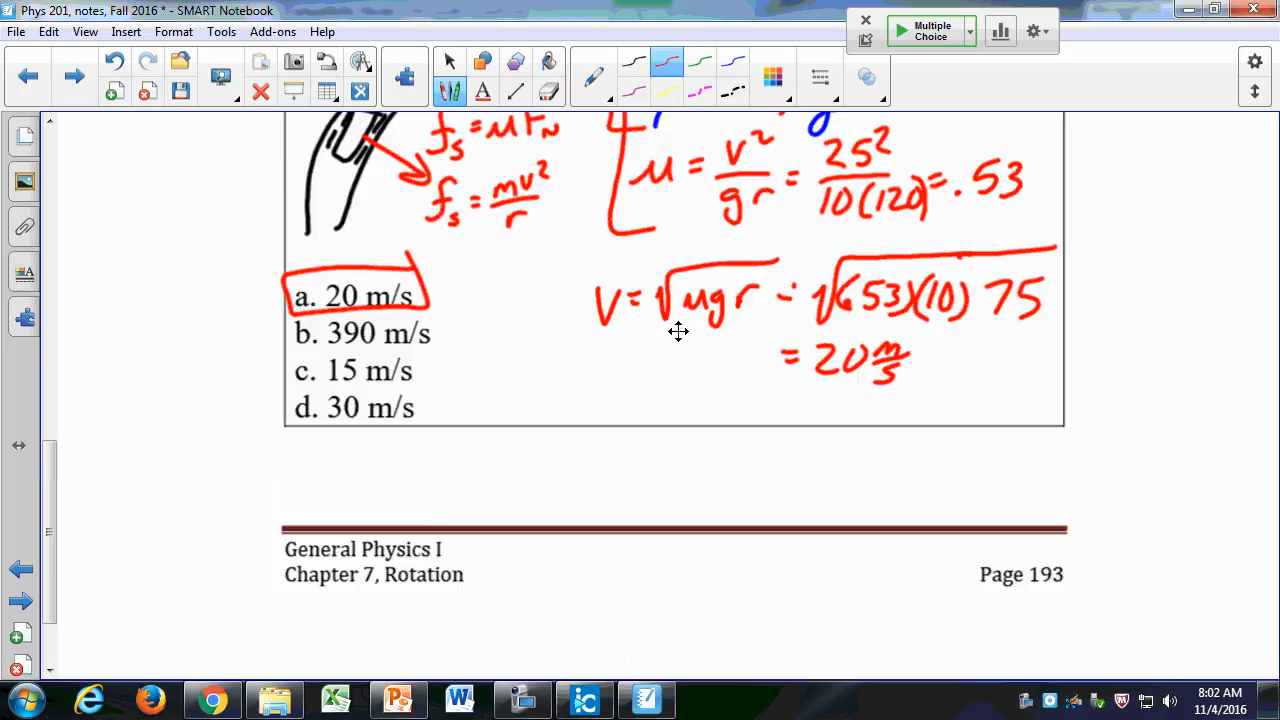 Phys 201, notes, Fall 2016 * - SMART Notebook
File Edit View Insert Format Tools Add-ons Help
Multiple
Choice
fs = μFN
μ = v²/gr = 25²/10(120) = .53
fs = mv²/r
a. 20 m/s
b. 390 m/s
c. 15 m/s
d. 30 m/s
v = √μgr = √(.53)(10) 75
= 20 m/s
General Physics I
Chapter 7, Rotation
Page 193
8:02 AM
11/4/2016